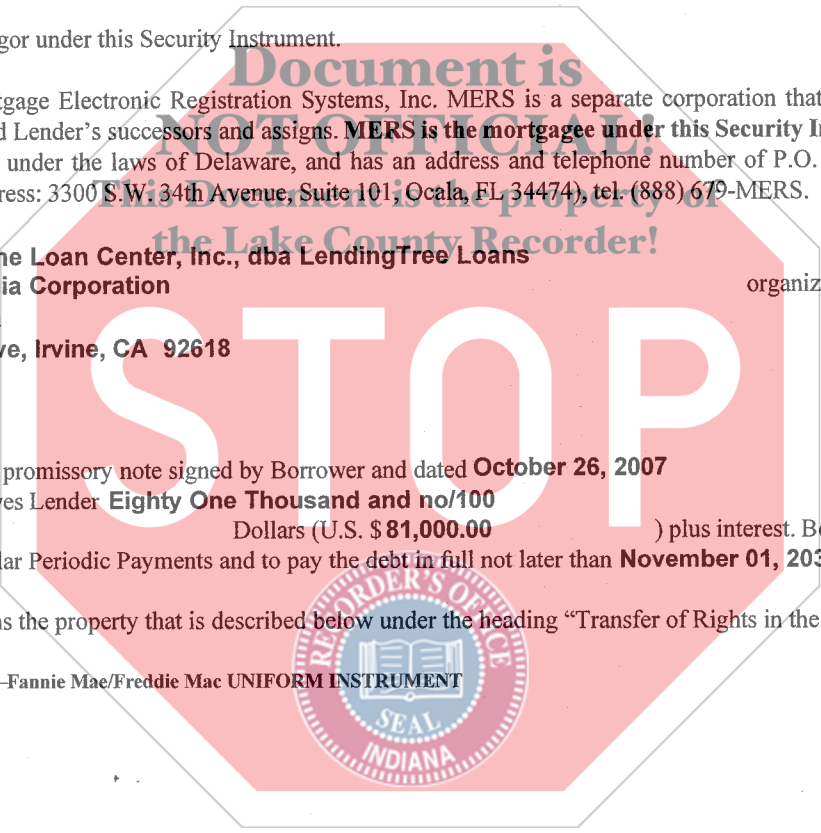 gor under this Security Instrument.
Document is
tgage Electronic Registration Systems, Inc. MERS is a separate corporation that
NOT OFFICIAL!
d Lender's successors and assigns. MERS is the mortgagee under this Security I
under the laws of Delaware, and has an address and telephone number of P.O.
This Document is the property of
ress: 3300 S.W. 34th Avenue, Suite 101, Ocala, FL 34474), tel. (888) 679-MERS.
the Lake County Recorder!
ne Loan Center, Inc., dba LendingTree Loans
ia Corporation organiz
ve, Irvine, CA 92618
STOP
promissory note signed by Borrower and dated October 26, 2007
es Lender Eighty One Thousand and no/100
Dollars (U.S. $ 81,000.00 ) plus interest. B
lar Periodic Payments and to pay the debt in full not later than November 01, 203
RECORDER'S OFFICE
s the property that is described below under the heading "Transfer of Rights in the
–Fannie Mae/Freddie Mac UNIFORM INSTRUMENT
SEAL
INDIANA